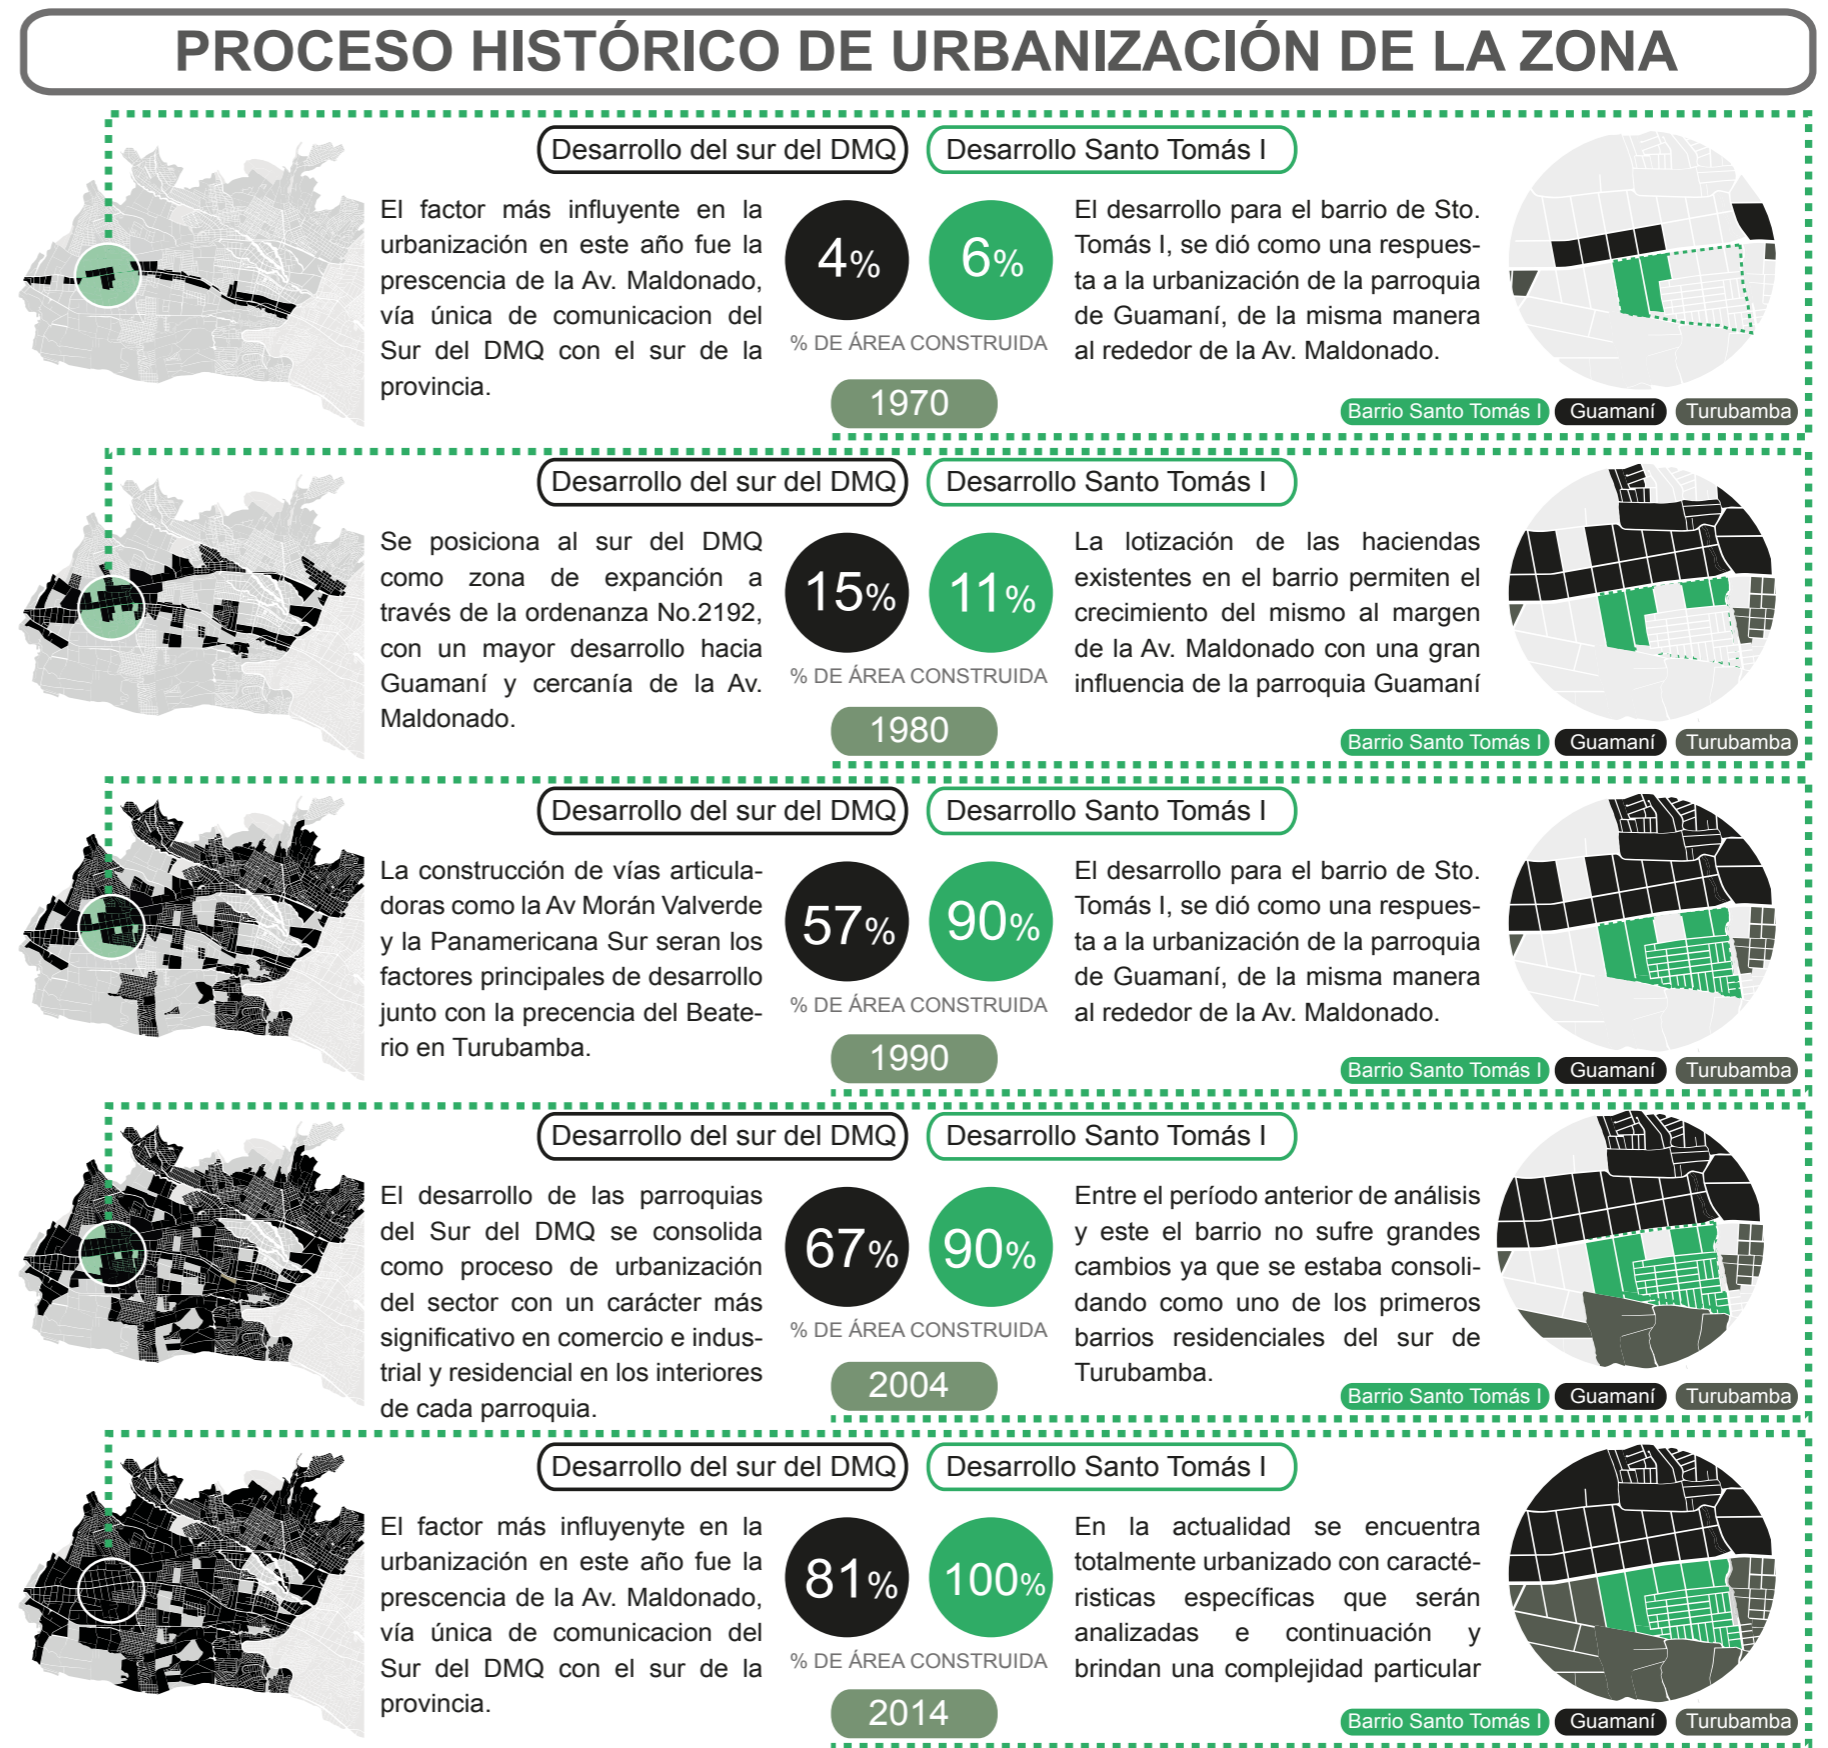 PROCESO HISTÓRICO DE URBANIZACIÓN DE LA ZONA
Desarrollo del sur del DMQ
Desarrollo Santo Tomás I
El factor más influyente en la
urbanización en este año fue la
prescencia de la Av. Maldonado,
vía única de comunicacion del
Sur del DMQ con el sur de la
provincia.
4%
6%
% DE ÁREA CONSTRUIDA
1970
El desarrollo para el barrio de Sto.
Tomás I, se dió como una respues-
ta a la urbanización de la parroquia
de Guamaní, de la misma manera
al rededor de la Av. Maldonado.
Barrio Santo Tomás I
Guamaní
Turubamba
Desarrollo del sur del DMQ
Desarrollo Santo Tomás I
Se posiciona al sur del DMQ
como zona de expanción a
través de la ordenanza No.2192,
con un mayor desarrollo hacia
Guamaní y cercanía de la Av.
Maldonado.
15%
11%
% DE ÁREA CONSTRUIDA
1980
La lotización de las haciendas
existentes en el barrio permiten el
crecimiento del mismo al margen
de la Av. Maldonado con una gran
influencia de la parroquia Guamaní
Barrio Santo Tomás I
Guamaní
Turubamba
Desarrollo del sur del DMQ
Desarrollo Santo Tomás I
La construcción de vías articula-
doras como la Av Morán Valverde
y la Panamericana Sur seran los
factores principales de desarrollo
junto con la precencia del Beate-
rio en Turubamba.
57%
90%
% DE ÁREA CONSTRUIDA
1990
El desarrollo para el barrio de Sto.
Tomás I, se dió como una respues-
ta a la urbanización de la parroquia
de Guamaní, de la misma manera
al rededor de la Av. Maldonado.
Barrio Santo Tomás I
Guamaní
Turubamba
Desarrollo del sur del DMQ
Desarrollo Santo Tomás I
El desarrollo de las parroquias
del Sur del DMQ se consolida
como proceso de urbanización
del sector con un carácter más
significativo en comercio e indus-
trial y residencial en los interiores
de cada parroquia.
67%
90%
% DE ÁREA CONSTRUIDA
2004
Entre el período anterior de análisis
y este el barrio no sufre grandes
cambios ya que se estaba consoli-
dando como uno de los primeros
barrios residenciales del sur de
Turubamba.
Barrio Santo Tomás I
Guamaní
Turubamba
Desarrollo del sur del DMQ
Desarrollo Santo Tomás I
El factor más influyenyte en la
urbanización en este año fue la
prescencia de la Av. Maldonado,
vía única de comunicacion del
Sur del DMQ con el sur de la
provincia.
81%
100%
% DE ÁREA CONSTRUIDA
2014
En la actualidad se encuentra
totalmente urbanizado con caracté-
risticas específicas que serán
analizadas e continuación y
brindan una complejidad particular
Barrio Santo Tomás I
Guamaní
Turubamba